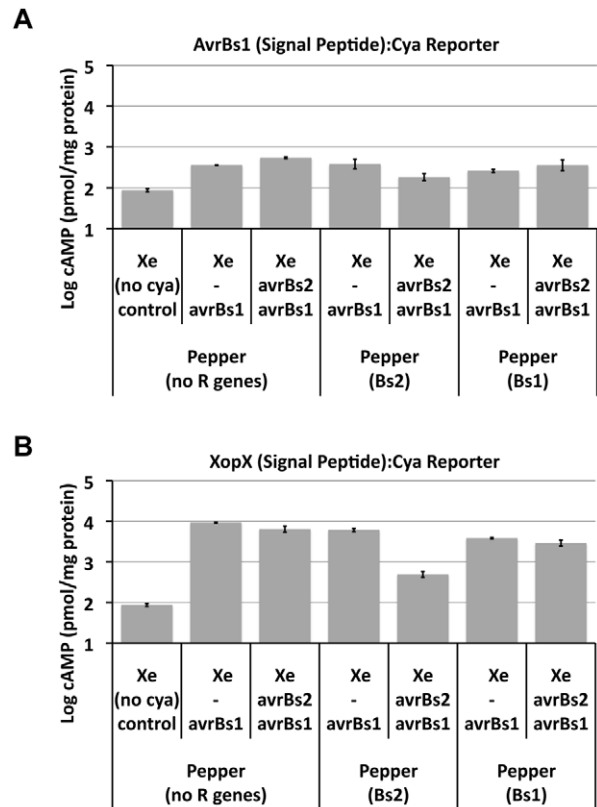 A
AvrBs1 (Signal Peptide):Cya Reporter
Log cAMP (pmol/mg protein)
5
4
3
2
1
Xe Xe Xe Xe Xe Xe Xe
(no cya) - avrBs2 - avrBs2 - avrBs2
control avrBs1 avrBs1 avrBs1 avrBs1 avrBs1 avrBs1
Pepper Pepper Pepper
(no R genes) (Bs2) (Bs1)
B
XopX (Signal Peptide):Cya Reporter
Log cAMP (pmol/mg protein)
5
4
3
2
1
Xe Xe Xe Xe Xe Xe Xe
(no cya) - avrBs2 - avrBs2 - avrBs2
control avrBs1 avrBs1 avrBs1 avrBs1 avrBs1 avrBs1
Pepper Pepper Pepper
(no R genes) (Bs2) (Bs1)